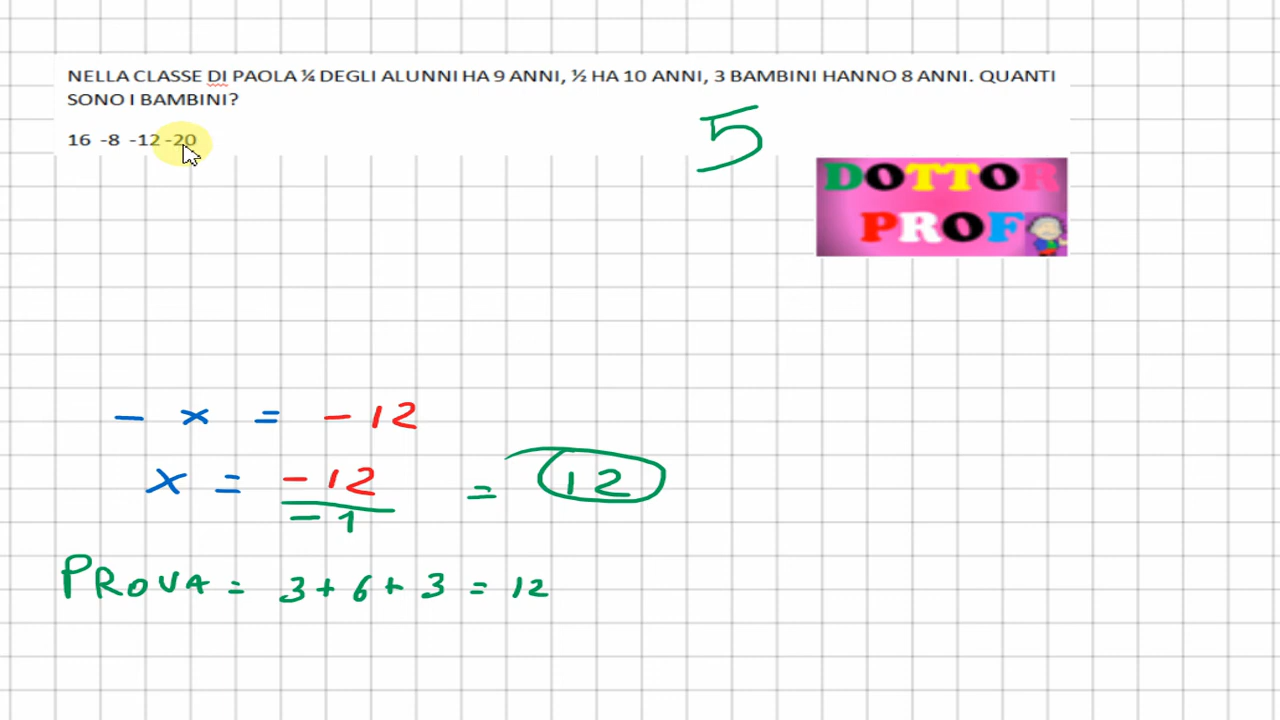 NELLA CLASSE DI PAOLA ¼ DEGLI ALUNNI HA 9 ANNI, ½ HA 10 ANNI, 3 BAMBINI HANNO 8 ANNI. QUANTI
SONO I BAMBINI?
16 -8 -12 -20
5
DOTTOR
PROF
- x = -12
x = -12 / -1 = 12
PROVA = 3 + 6 + 3 = 12